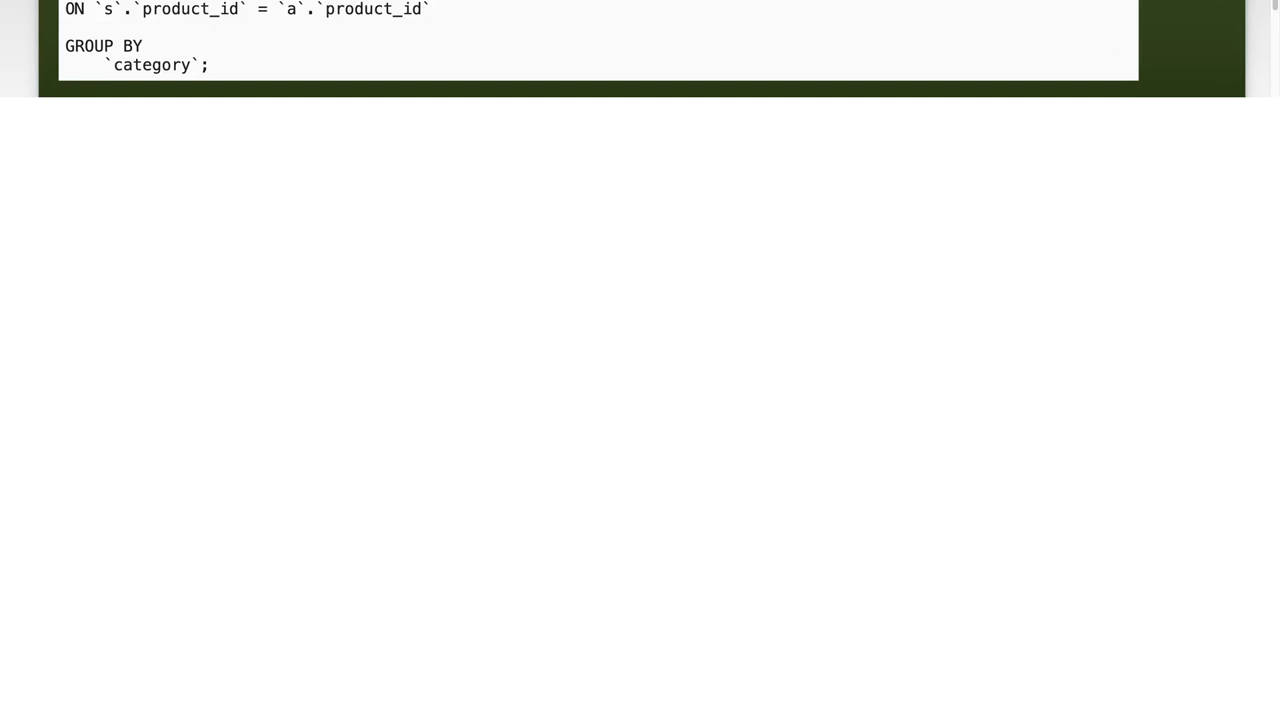 ON `s`.`product_id` = `a`.`product_id`
GROUP BY
    `category`;